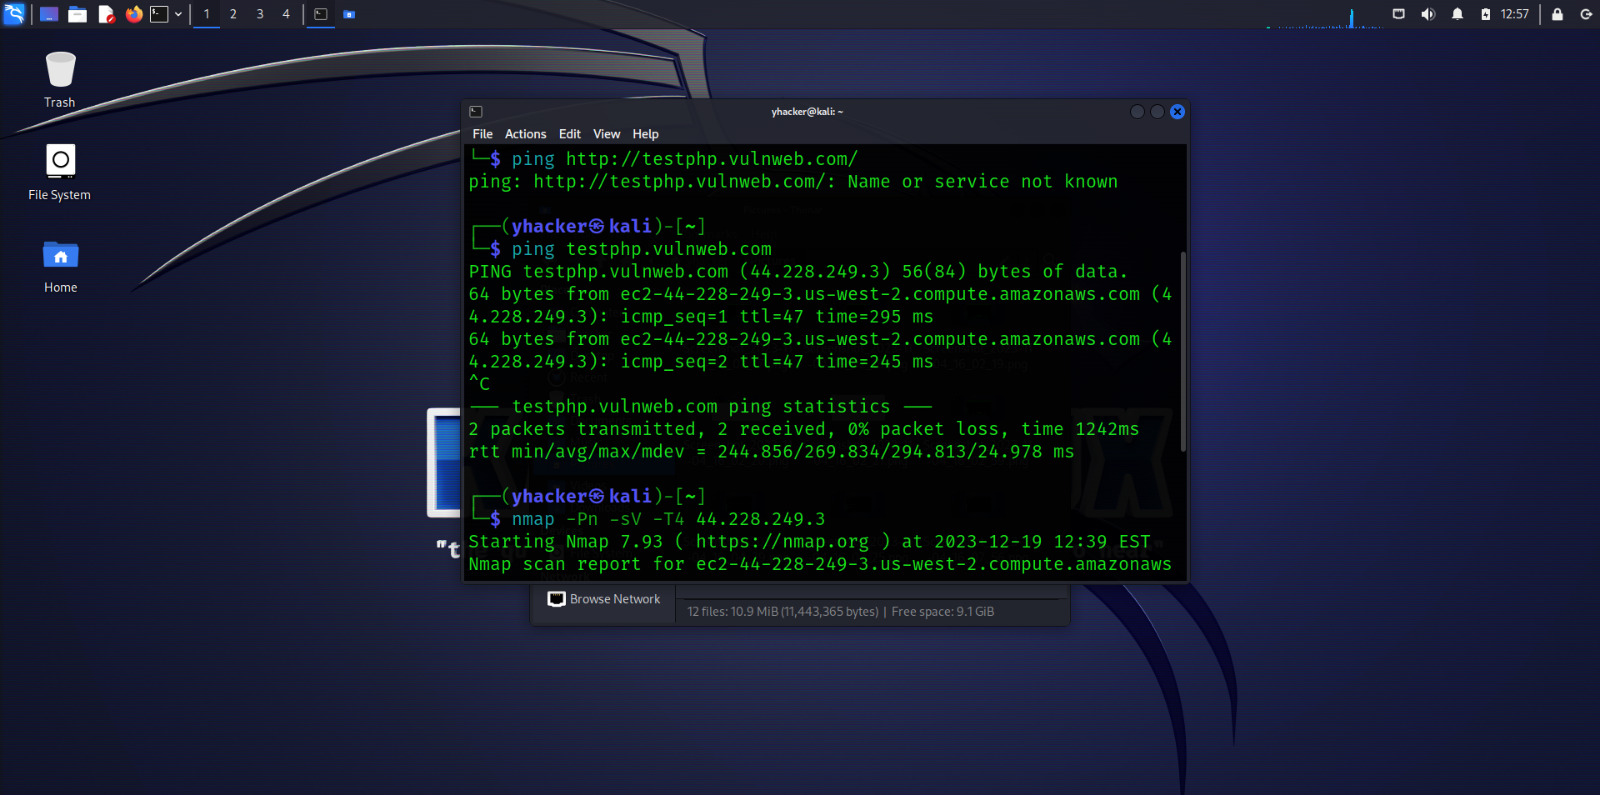 1 2 3 4
12:57
Trash
File System
Home
yhacker@kali: ~
File Actions Edit View Help
└─$ ping http://testphp.vulnweb.com/
ping: http://testphp.vulnweb.com/: Name or service not known
┌──(yhacker㉿kali)-[~]
└─$ ping testphp.vulnweb.com
PING testphp.vulnweb.com (44.228.249.3) 56(84) bytes of data.
64 bytes from ec2-44-228-249-3.us-west-2.compute.amazonaws.com (4
4.228.249.3): icmp_seq=1 ttl=47 time=295 ms
64 bytes from ec2-44-228-249-3.us-west-2.compute.amazonaws.com (4
4.228.249.3): icmp_seq=2 ttl=47 time=245 ms
^C
--- testphp.vulnweb.com ping statistics ---
2 packets transmitted, 2 received, 0% packet loss, time 1242ms
rtt min/avg/max/mdev = 244.856/269.834/294.813/24.978 ms
┌──(yhacker㉿kali)-[~]
└─$ nmap -Pn -sV -T4 44.228.249.3
Starting Nmap 7.93 ( https://nmap.org ) at 2023-12-19 12:39 EST
Nmap scan report for ec2-44-228-249-3.us-west-2.compute.amazonaws
Browse Network
12 files: 10.9 MiB (11,443,365 bytes) | Free space: 9.1 GiB